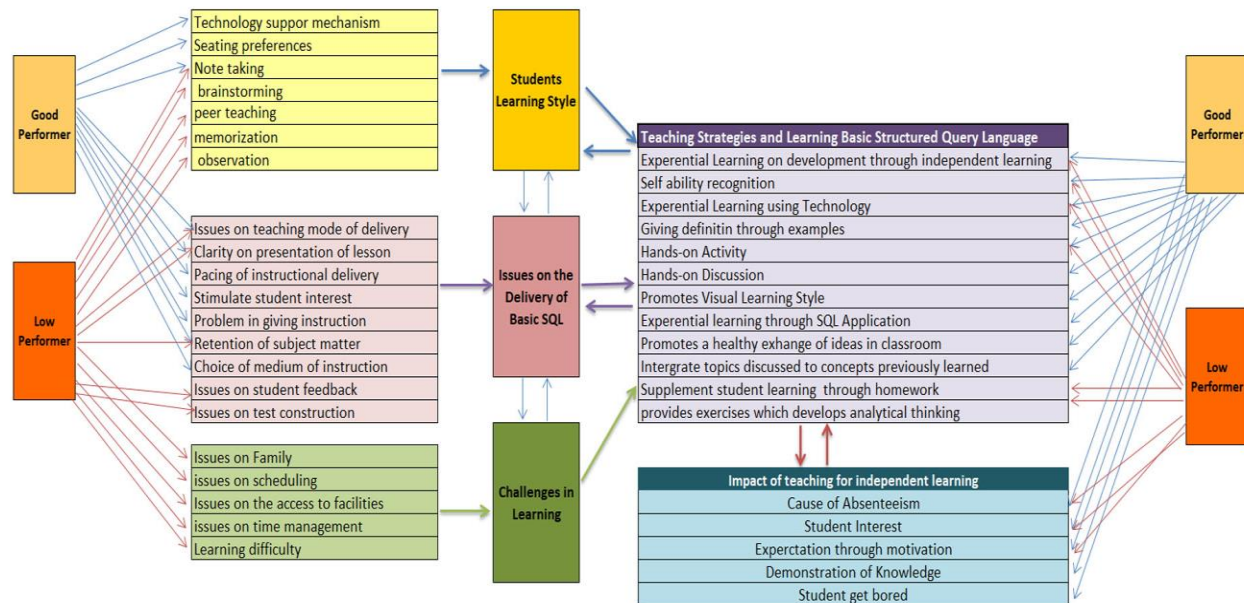 Good
Performer
Low
Performer
Technology suppor mechanism
Seating preferences
Note taking
brainstorming
peer teaching
memorization
observation
Issues on teaching mode of delivery
Clarity on presentation of lesson
Pacing of instructional delivery
Stimulate student interest
Problem in giving instruction
Retention of subject matter
Choice of medium of instruction
Issues on student feedback
Issues on test construction
Issues on Family
issues on scheduling
Issues on the access to facilities
issues on time management
Learning difficulty
Students
Learning Style
Issues on the
Delivery of
Basic SQL
Challenges in
Learning
Teaching Strategies and Learning Basic Structured Query Language
Experential Learning on development through independent learning
Self ability recognition
Experential Learning using Technology
Giving definitin through examples
Hands-on Activity
Hands-on Discussion
Promotes Visual Learning Style
Experential learning through SQL Application
Promotes a healthy exhange of ideas in classroom
Intergrate topics discussed to concepts previously learned
Supplement student learning through homework
provides exercises which develops analytical thinking
Impact of teaching for independent learning
Cause of Absenteeism
Student Interest
Experctation through motivation
Demonstration of Knowledge
Student get bored
Good
Performer
Low
Performer